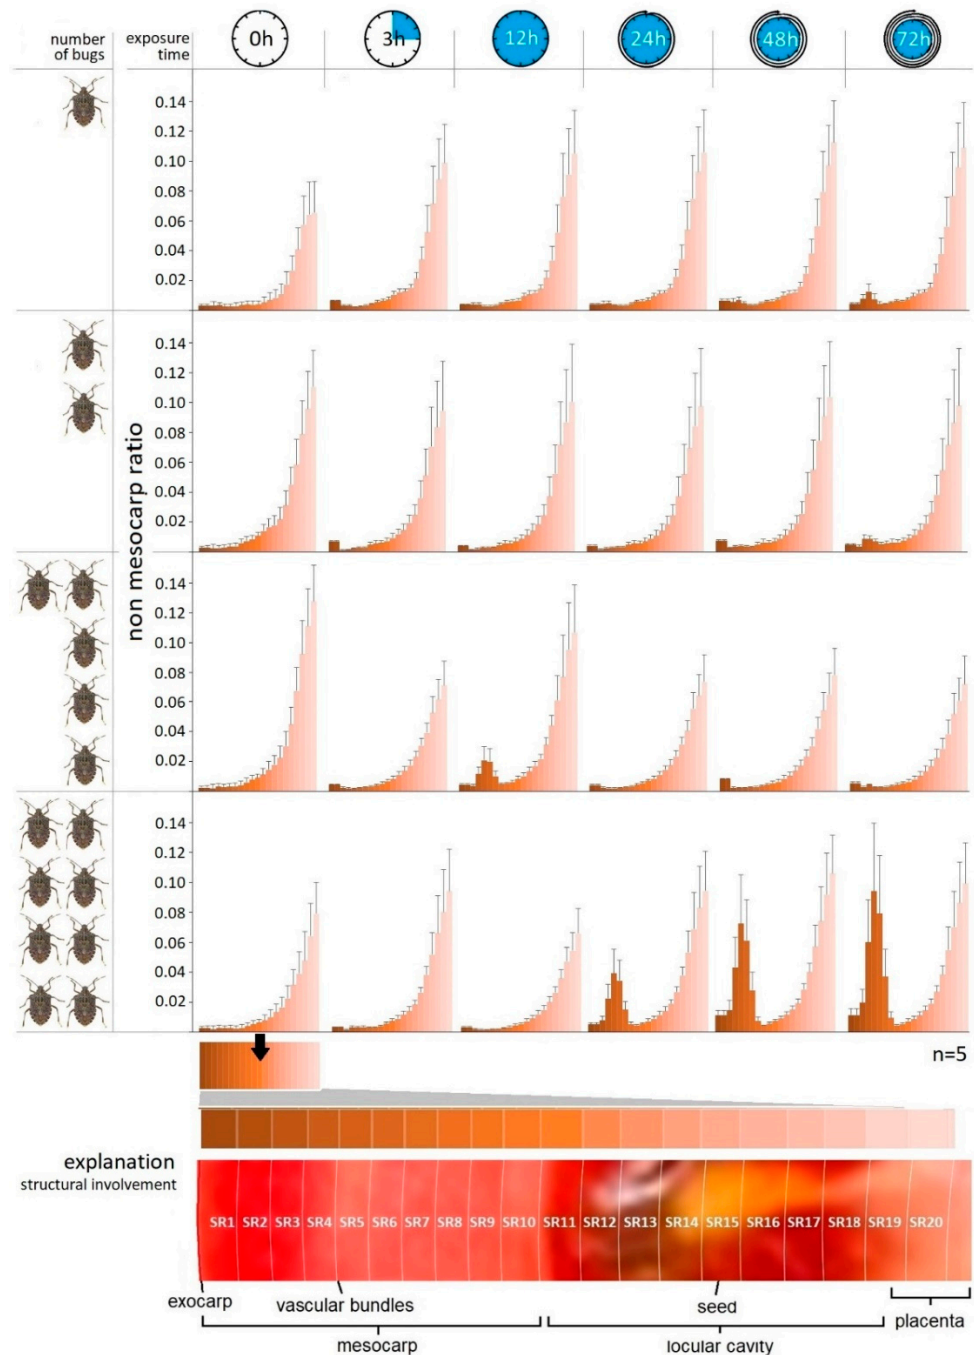 number
of bugs
exposure
time
0h
3h
12h
24h
48h
72h
non mesocarp ratio
0.14
0.12
0.10
0.08
0.06
0.04
0.02
0.14
0.12
0.10
0.08
0.06
0.04
0.02
0.14
0.12
0.10
0.08
0.06
0.04
0.02
0.14
0.12
0.10
0.08
0.06
0.04
0.02
n=5
explanation
structural involvement
SR1 SR2 SR3 SR4 SR5 SR6 SR7 SR8 SR9 SR10 SR11 SR12 SR13 SR14 SR15 SR16 SR17 SR18 SR19 SR20
exocarp
vascular bundles
seed
placenta
mesocarp
locular cavity